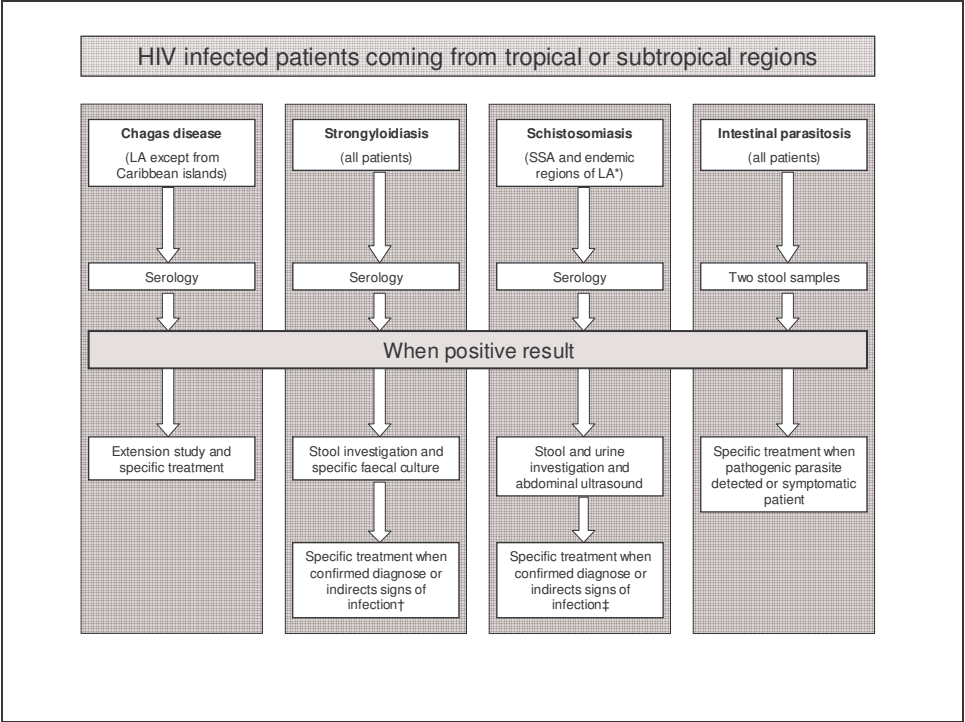 HIV infected patients coming from tropical or subtropical regions
Chagas disease
(LA except from
Caribbean islands)
Serology
Strongyloidiasis
(all patients)
Serology
Schistosomiasis
(SSA and endemic
regions of LA*)
Serology
Intestinal parasitosis
(all patients)
Two stool samples
When positive result
Extension study and
specific treatment
Stool investigation and
specific faecal culture
Specific treatment when
confirmed diagnose or
indirects signs of
infection†
Stool and urine
investigation and
abdominal ultrasound
Specific treatment when
confirmed diagnose or
indirects signs of
infection‡
Specific treatment when
pathogenic parasite
detected or symptomatic
patient